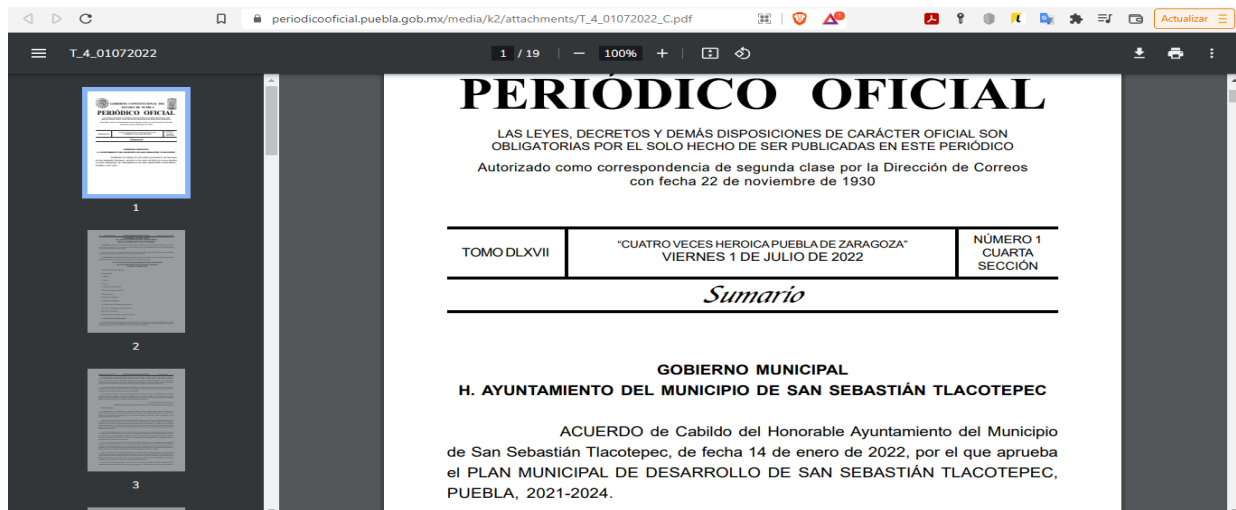 periodicooficial.puebla.gob.mx/media/k2/attachments/T_4_01072022_C.pdf
Actualizar
T_4_01072022
1 / 19
100%
PERIÓDICO OFICIAL
1
2
3
PERIÓDICO OFICIAL
LAS LEYES, DECRETOS Y DEMÁS DISPOSICIONES DE CARÁCTER OFICIAL SON
OBLIGATORIAS POR EL SOLO HECHO DE SER PUBLICADAS EN ESTE PERIÓDICO
Autorizado como correspondencia de segunda clase por la Dirección de Correos
con fecha 22 de noviembre de 1930
TOMO DLXVII
"CUATRO VECES HEROICA PUEBLA DE ZARAGOZA"
VIERNES 1 DE JULIO DE 2022
NÚMERO 1
CUARTA
SECCIÓN
Sumario
GOBIERNO MUNICIPAL
H. AYUNTAMIENTO DEL MUNICIPIO DE SAN SEBASTIÁN TLACOTEPEC
ACUERDO de Cabildo del Honorable Ayuntamiento del Municipio
de San Sebastián Tlacotepec, de fecha 14 de enero de 2022, por el que aprueba
el PLAN MUNICIPAL DE DESARROLLO DE SAN SEBASTIÁN TLACOTEPEC,
PUEBLA, 2021-2024.